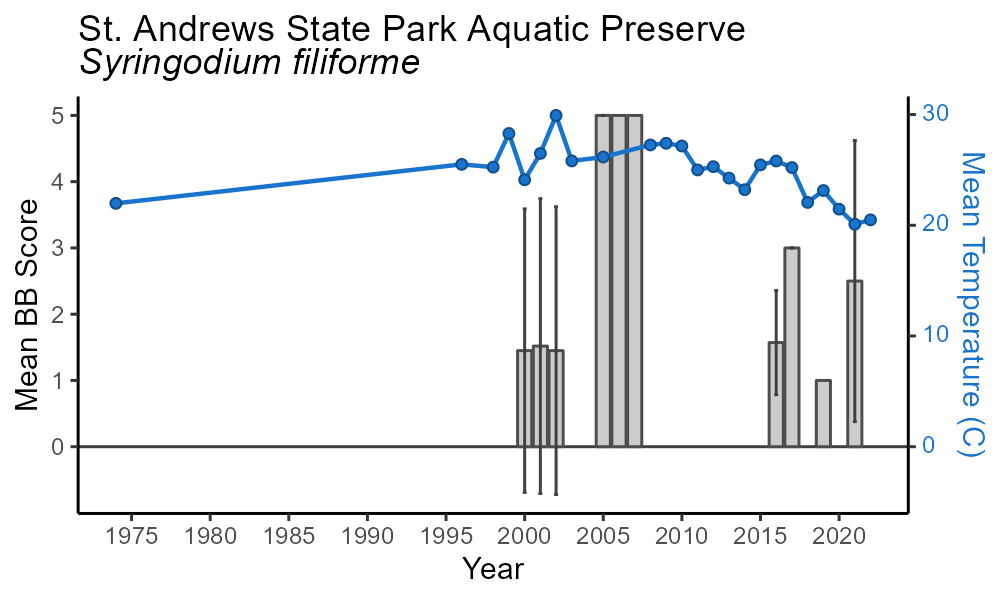 St. Andrews State Park Aquatic Preserve
Syringodium filiforme
Mean BB Score
5
4
3
2
1
0
30
20
10
0
Mean Temperature (C)
1975 1980 1985 1990 1995 2000 2005 2010 2015 2020
Year